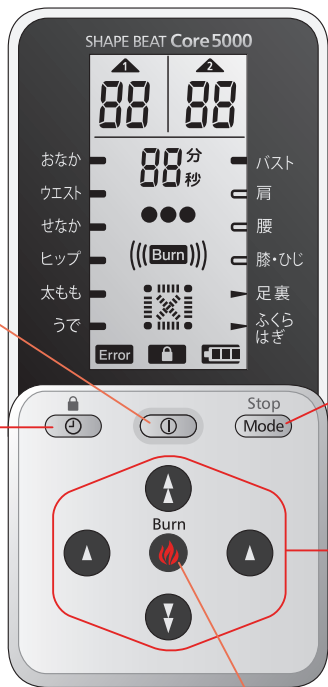 SHAPE BEAT Core5000
1 2
88 88
88分
秒
おなか
ウエスト
せなか
ヒップ
太もも
うで
バスト
肩
腰
膝・ひじ
足裏
ふくら
はぎ
(((Burn)))
Error
Stop
Mode
Burn